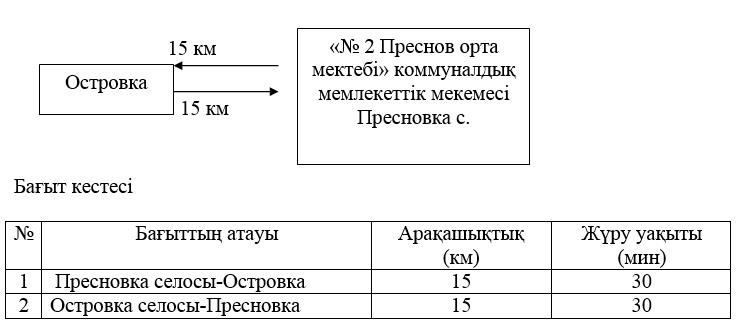 15 км
Островка
15 км
«№ 2 Преснов орта
мектебі» коммуналдық
мемлекеттік мекемесі
Пресновка с.
Бағыт кестесі
№ Бағыттың атауы Арақашықтық (км) Жүру уақыты (мин)
1 Пресновка селосы-Островка 15 30
2 Островка селосы-Пресновка 15 30